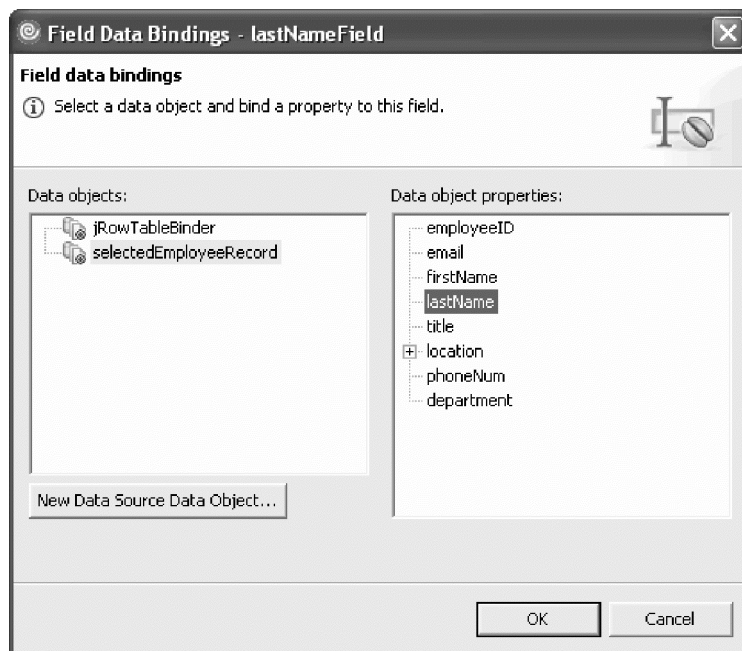 Field Data Bindings - lastNameField
Field data bindings
Select a data object and bind a property to this field.
Data objects:
jRowTableBinder
selectedEmployeeRecord
New Data Source Data Object...
Data object properties:
employeeID
email
firstName
lastName
title
location
phoneNum
department
OK
Cancel